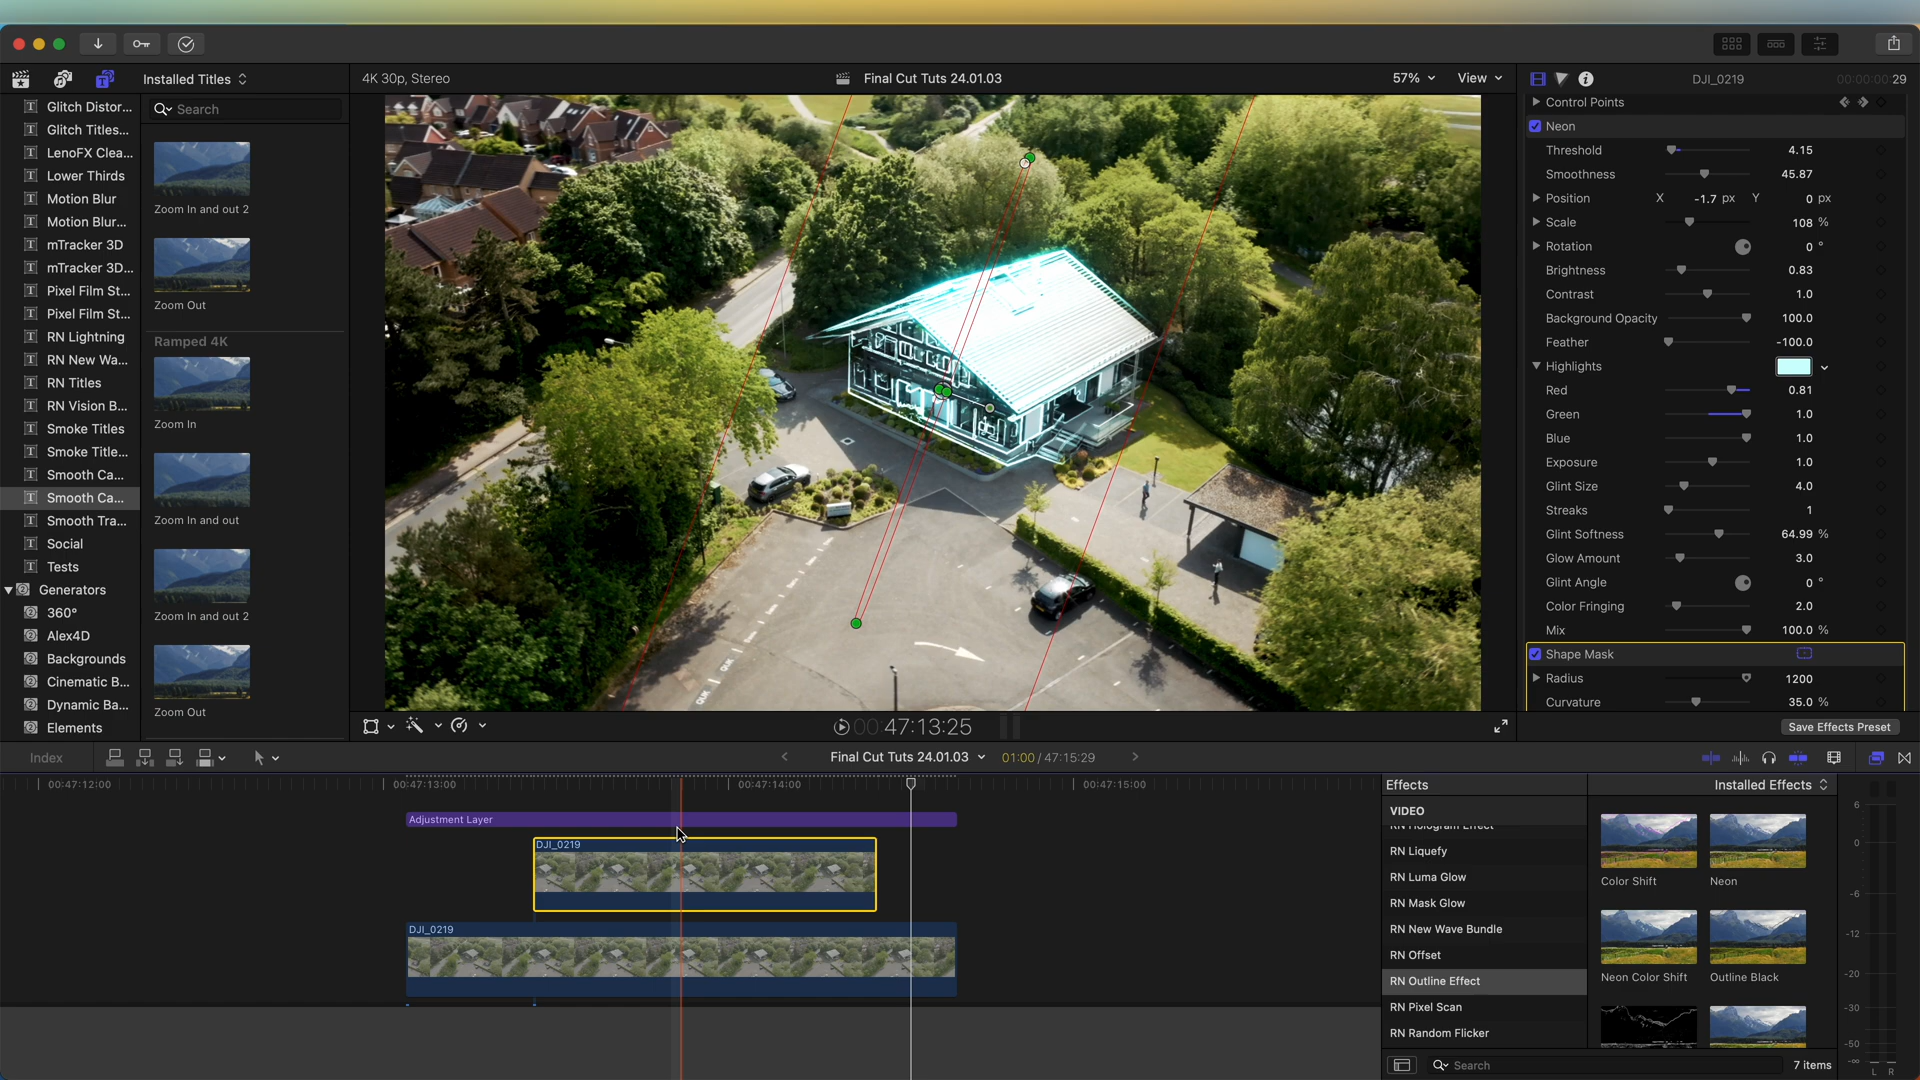 Installed Titles
4K 30p, Stereo
Final Cut Tuts 24.01.03
57%
View
DJI_0219
00:00:00:29
Glitch Distor...
Glitch Titles...
LenoFX Clea...
Lower Thirds
Motion Blur
Motion Blur...
mTracker 3D
mTracker 3D...
Pixel Film St...
Pixel Film St...
RN Lightning
RN New Wa...
RN Titles
RN Vision B...
Smoke Titles
Smoke Title...
Smooth Ca...
Smooth Ca...
Smooth Tra...
Social
Tests
Generators
360°
Alex4D
Backgrounds
Cinematic B...
Dynamic Ba...
Elements
Search
Zoom In and out 2
Zoom Out
Ramped 4K
Zoom In
Zoom In and out
Zoom In and out 2
Zoom Out
Control Points
Neon
Threshold 4.15
Smoothness 45.87
Position X -1.7 px Y 0 px
Scale 108 %
Rotation 0 °
Brightness 0.83
Contrast 1.0
Background Opacity 100.0
Feather -100.0
Highlights
Red 0.81
Green 1.0
Blue 1.0
Exposure 1.0
Glint Size 4.0
Streaks 1
Glint Softness 64.99 %
Glow Amount 3.0
Glint Angle 0 °
Color Fringing 2.0
Mix 100.0 %
Shape Mask
Radius 1200
Curvature 35.0 %
Save Effects Preset
00:47:13:25
Index
Final Cut Tuts 24.01.03
01:00 / 47:15:29
00:47:12:00
00:47:13:00
00:47:14:00
00:47:15:00
Adjustment Layer
DJI_0219
DJI_0219
Effects
Installed Effects
VIDEO
RN Hologram Effect
RN Liquefy
RN Luma Glow
RN Mask Glow
RN New Wave Bundle
RN Offset
RN Outline Effect
RN Pixel Scan
RN Random Flicker
Color Shift
Neon
Neon Color Shift
Outline Black
Search
7 items
6
0
-6
-12
-20
-30
-50
-∞
L R